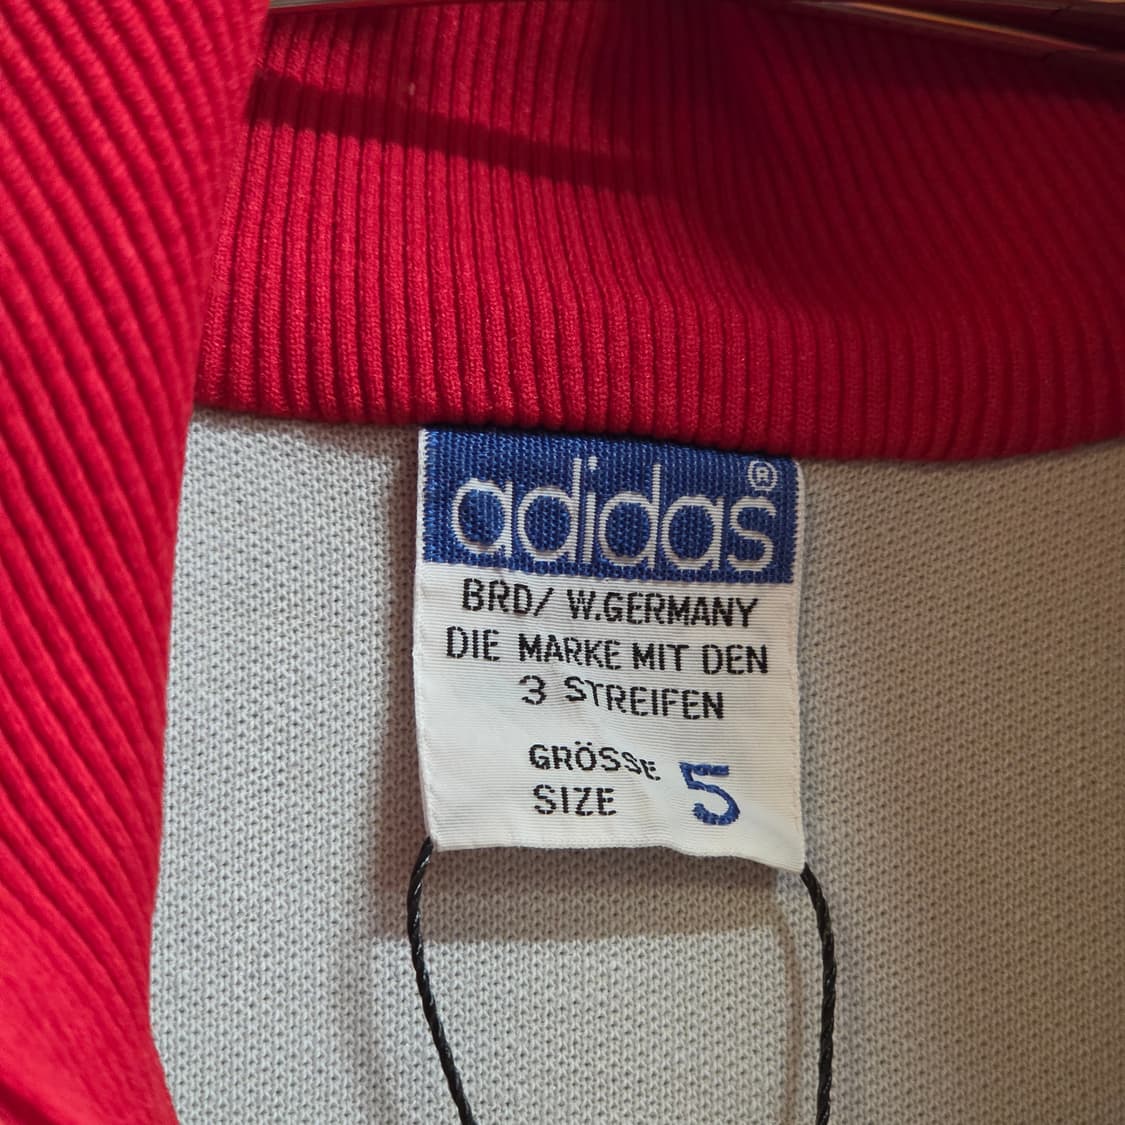 adidas®
BRD/ W.GERMANY
DIE MARKE MIT DEN
3 STREIFEN
GRÖSSE 5
SIZE